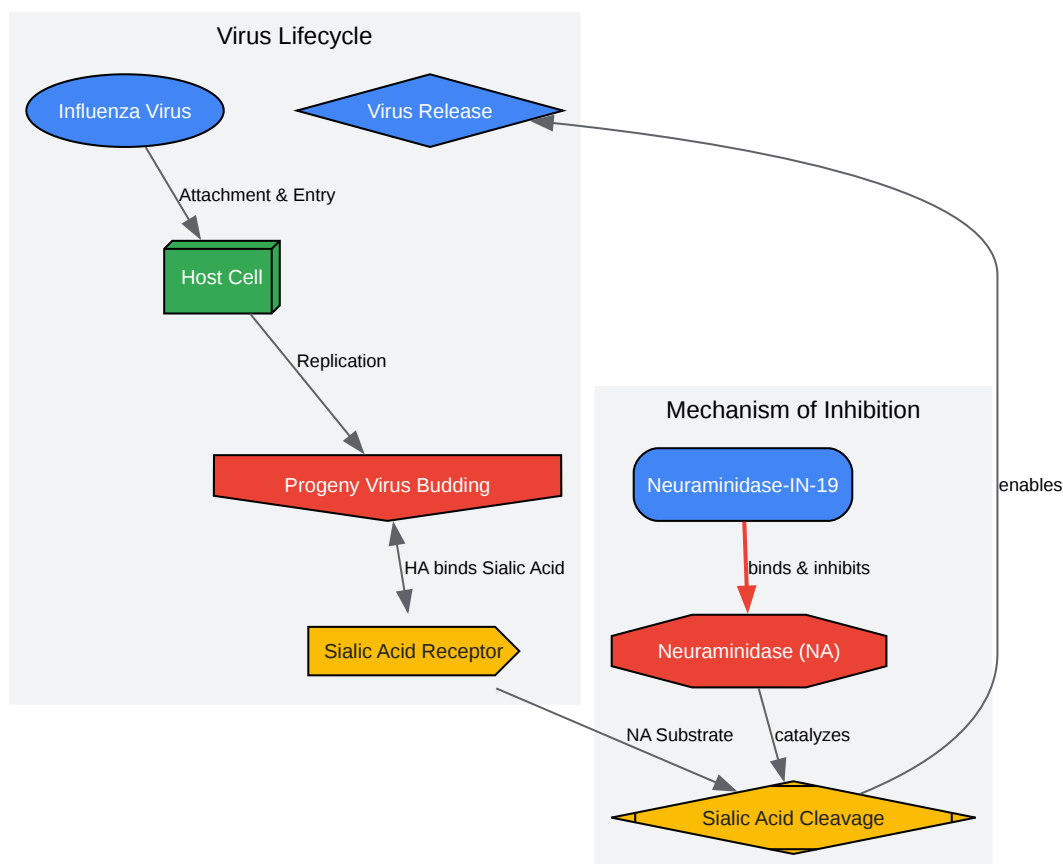 Virus Lifecycle
Influenza Virus
Virus Release
Attachment & Entry
Host Cell
Replication
Progeny Virus Budding
HA binds Sialic Acid
Sialic Acid Receptor
Mechanism of Inhibition
Neuraminidase-IN-19
enables
binds & inhibits
Neuraminidase (NA)
NA Substrate
catalyzes
Sialic Acid Cleavage